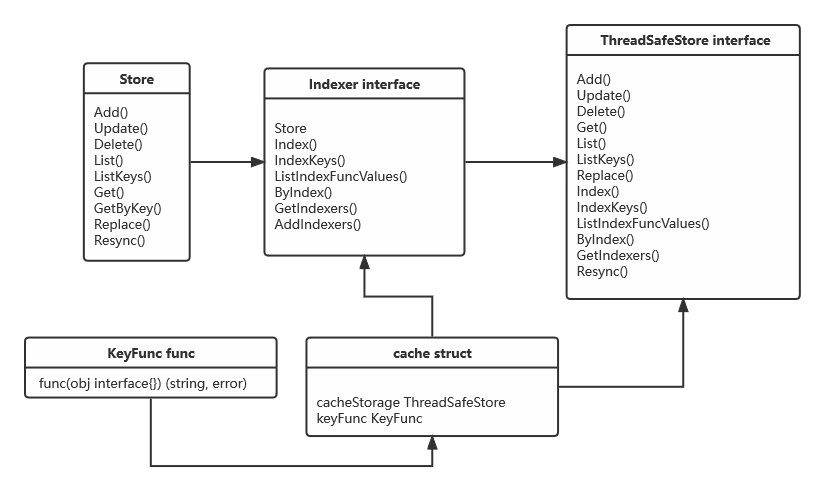 Store
Add()
Update()
Delete()
List()
ListKeys()
Get()
GetByKey()
Replace()
Resync()
Indexer interface
Store
Index()
IndexKeys()
ListIndexFuncValues()
ByIndex()
GetIndexers()
AddIndexers()
ThreadSafeStore interface
Add()
Update()
Delete()
Get()
List()
ListKeys()
Replace()
Index()
IndexKeys()
ListIndexFuncValues()
ByIndex()
GetIndexers()
Resync()
KeyFunc func
func(obj interface{}) (string, error)
cache struct
cacheStorage ThreadSafeStore
keyFunc KeyFunc